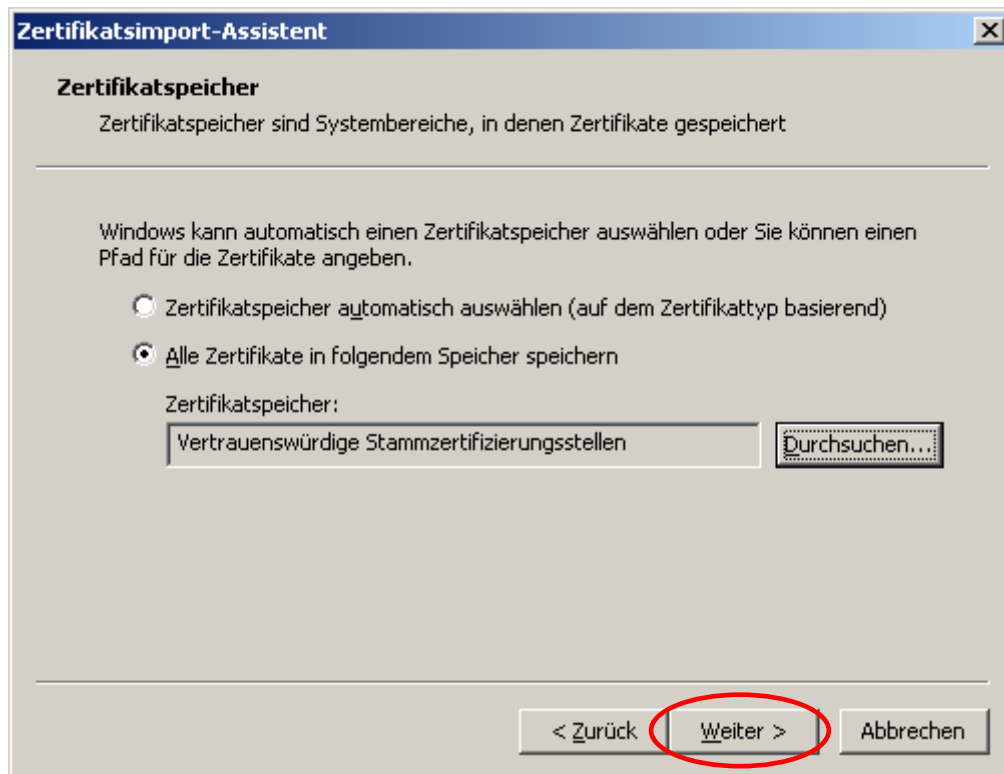 Zertifikatsimport-Assistent
Zertifikatspeicher
Zertifikatspeicher sind Systembereiche, in denen Zertifikate gespeichert
Windows kann automatisch einen Zertifikatspeicher auswählen oder Sie können einen
Pfad für die Zertifikate angeben.
Zertifikatspeicher automatisch auswählen (auf dem Zertifikattyp basierend)
Alle Zertifikate in folgendem Speicher speichern
Zertifikatspeicher:
Vertrauenswürdige Stammzertifizierungsstellen Durchsuchen...
< Zurück Weiter > Abbrechen